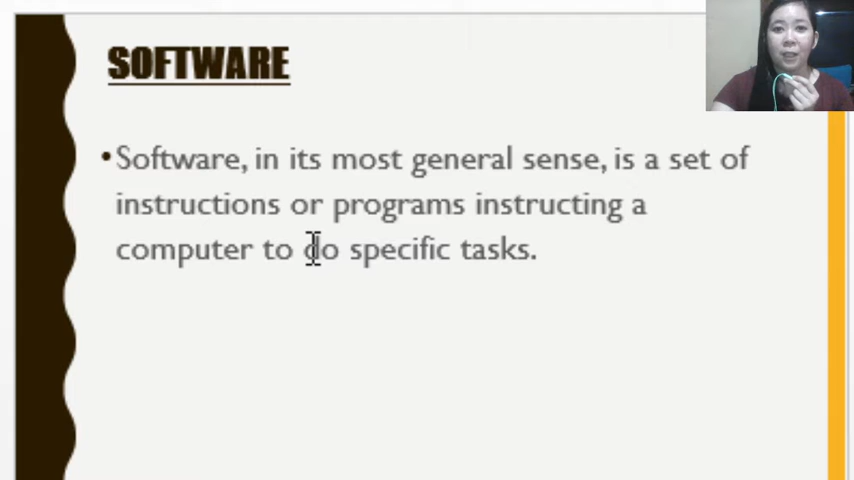 SOFTWARE
•Software, in its most general sense, is a set of
instructions or programs instructing a
computer to do specific tasks.